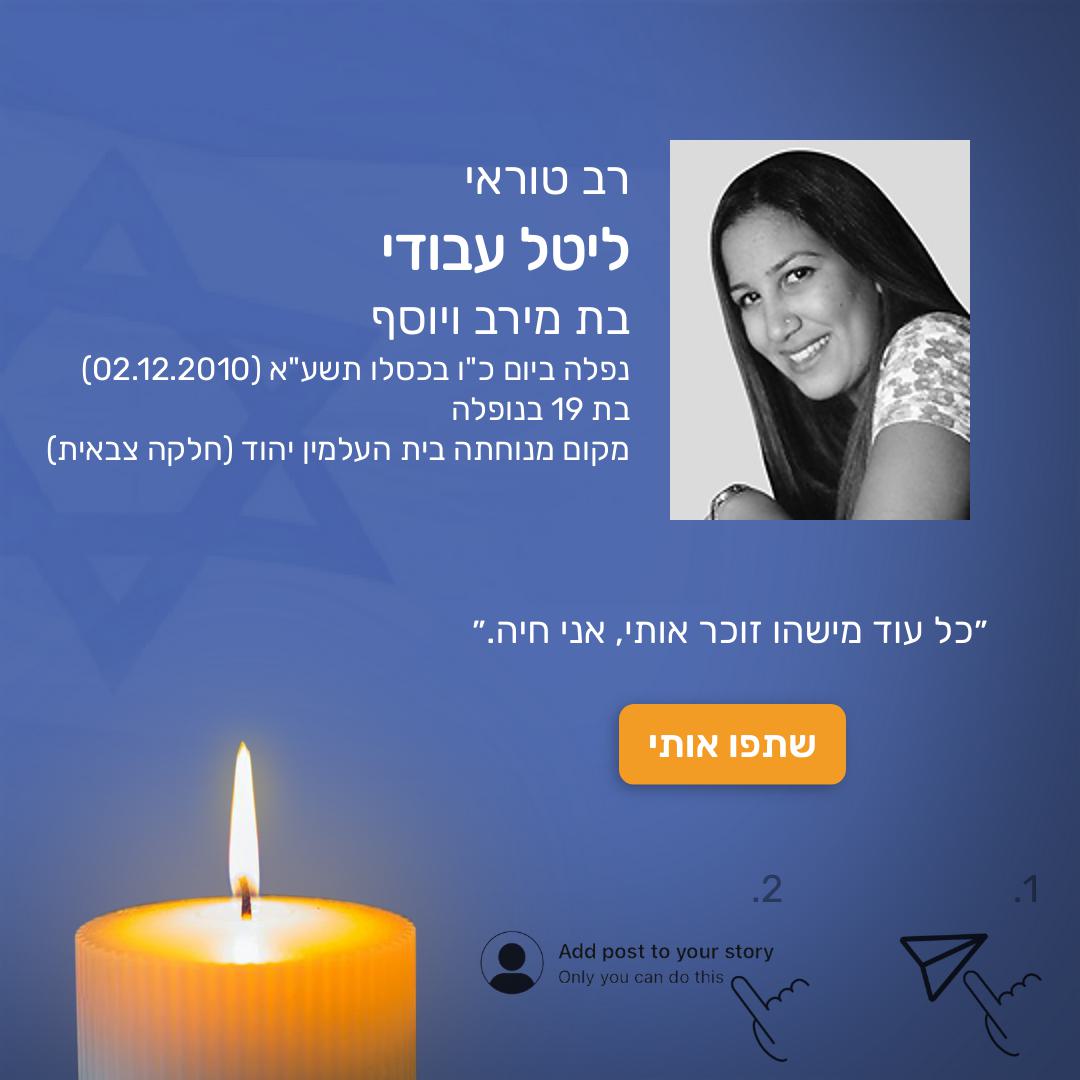 רב טוראי
ליטל עבודי
בת מירב ויוסף
נפלה ביום כ"ו בכסלו תשע"א (02.12.2010)
בת 19 בנופלה
מקום מנוחתה בית העלמין יהוד (חלקה צבאית)
״כל עוד מישהו זוכר אותי, אני חיה.״
שתפו אותי
1.
2.
Add post to your story
Only you can do this